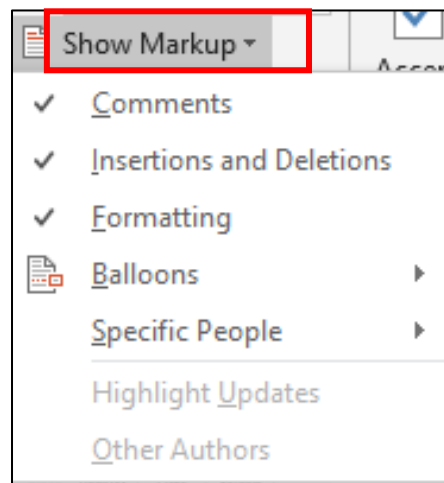 Show Markup
Comments
Insertions and Deletions
Formatting
Balloons
Specific People
Highlight Updates
Other Authors